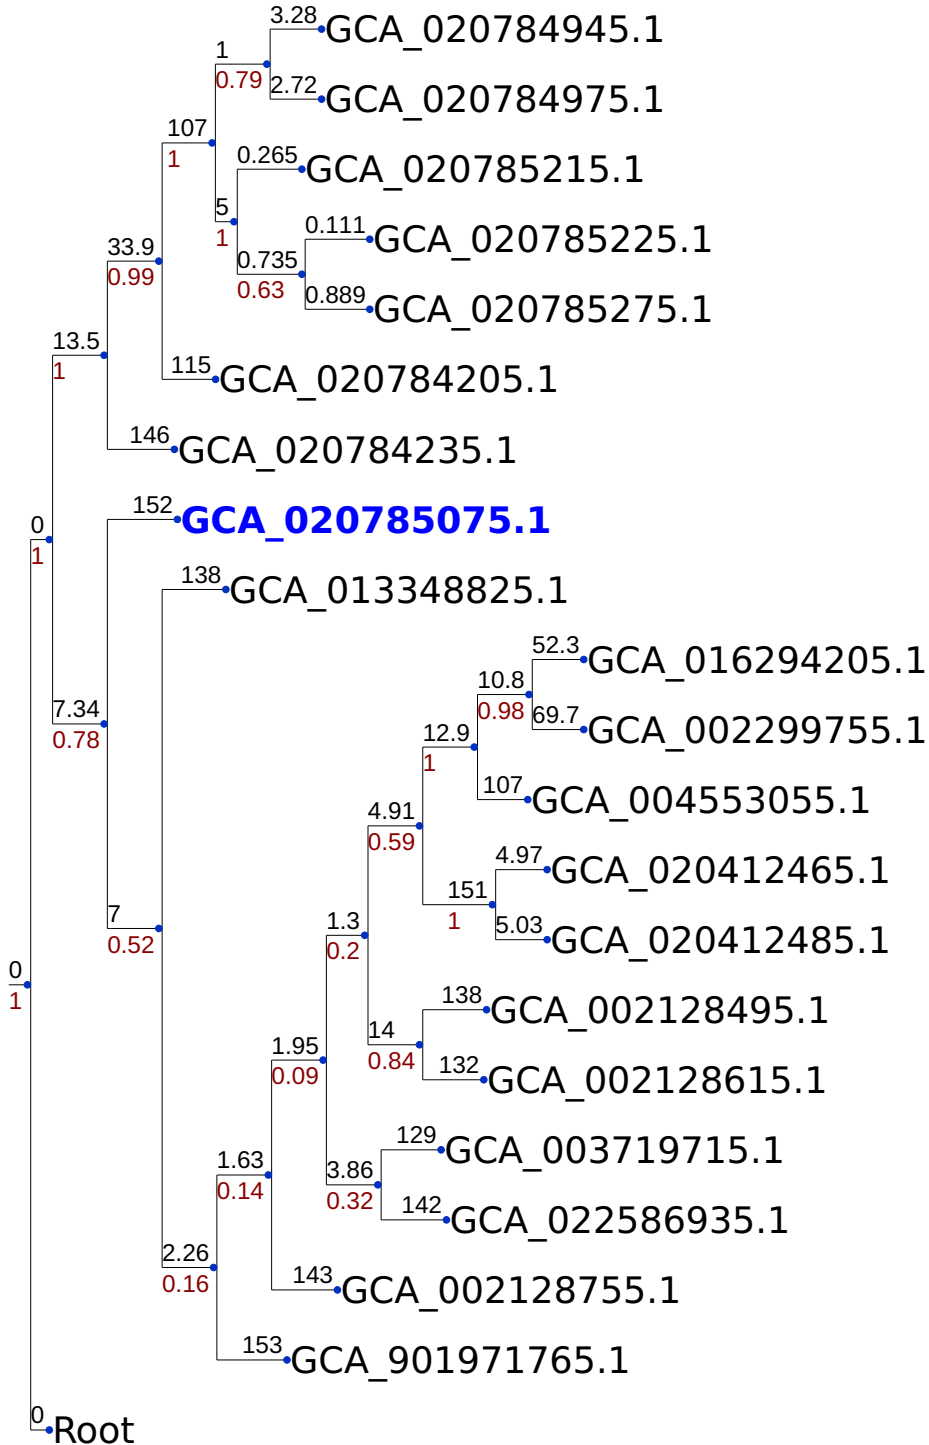 3.28
GCA_020784945.1
1
0.79
2.72
GCA_020784975.1
107
1
0.265
GCA_020785215.1
5
1
0.111
GCA_020785225.1
33.9
0.99
0.735
0.63
0.889
GCA_020785275.1
13.5
1
115
GCA_020784205.1
146
GCA_020784235.1
0
1
152
GCA_020785075.1
138
GCA_013348825.1
52.3
GCA_016294205.1
10.8
0.98
7.34
0.78
69.7
GCA_002299755.1
12.9
1
107
GCA_004553055.1
4.91
0.59
4.97
GCA_020412465.1
151
1
7
0.52
5.03
GCA_020412485.1
1.3
0.2
0
1
138
GCA_002128495.1
14
0.84
1.95
0.09
132
GCA_002128615.1
129
GCA_003719715.1
1.63
0.14
3.86
0.32
142
GCA_022586935.1
2.26
0.16
143
GCA_002128755.1
153
GCA_901971765.1
0
Root